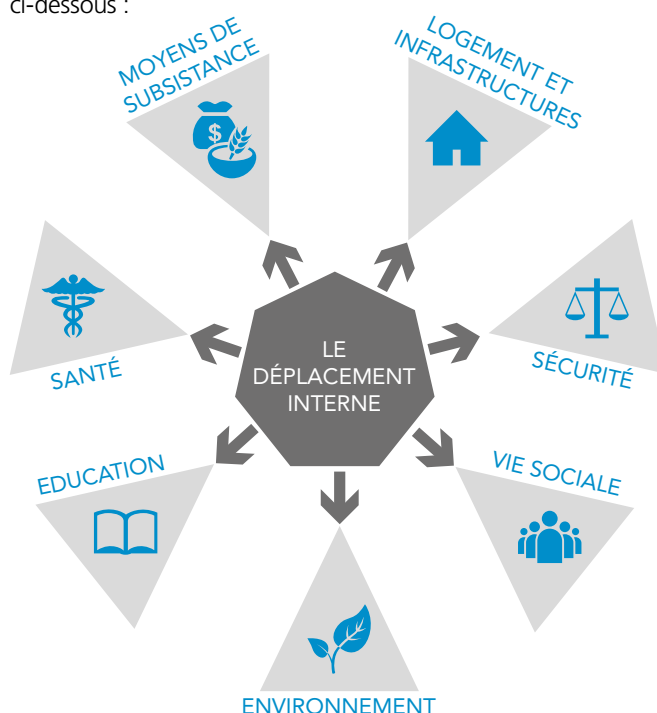 ci-dessous :
MOYENS DE
SUBSISTANCE
LOGEMENT ET
INFRASTRUCTURES
$
SANTÉ
LE
DÉPLACEMENT
INTERNE
SÉCURITÉ
EDUCATION
VIE SOCIALE
ENVIRONNEMENT